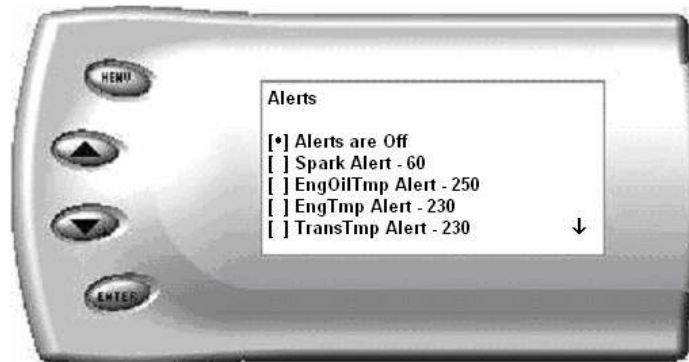 MENU
Alerts
[•] Alerts are Off
[ ] Spark Alert - 60
[ ] EngOilTmp Alert - 250
[ ] EngTmp Alert - 230
[ ] TransTmp Alert - 230
↓
ENTER